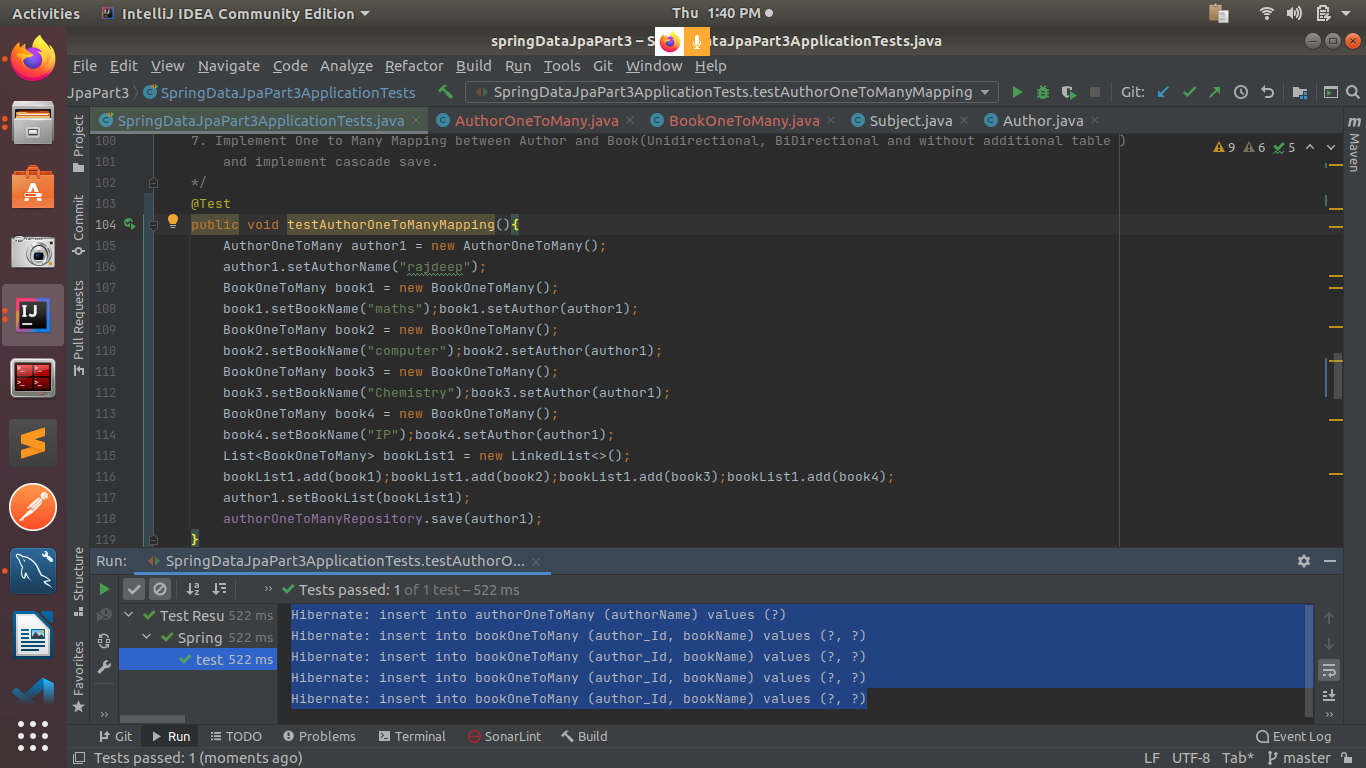 Activities IntelliJ IDEA Community Edition Thu 1:40 PM
springDataJpaPart3 – S DataJpaPart3ApplicationTests.java
File Edit View Navigate Code Analyze Refactor Build Run Tools Git Window Help
JpaPart3 SpringDataJpaPart3ApplicationTests SpringDataJpaPart3ApplicationTests.testAuthorOneToManyMapping Git:
SpringDataJpaPart3ApplicationTests.java AuthorOneToMany.java BookOneToMany.java Subject.java Author.java
Project
Commit
Pull Requests
Structure
Favorites
m Maven
9 6 5
100 7. Implement One to Many Mapping between Author and Book(Unidirectional, BiDirectional and without additional table )
101 and implement cascade save.
102 */
103 @Test
104 public void testAuthorOneToManyMapping(){
105 AuthorOneToMany author1 = new AuthorOneToMany();
106 author1.setAuthorName("rajdeep");
107 BookOneToMany book1 = new BookOneToMany();
108 book1.setBookName("maths");book1.setAuthor(author1);
109 BookOneToMany book2 = new BookOneToMany();
110 book2.setBookName("computer");book2.setAuthor(author1);
111 BookOneToMany book3 = new BookOneToMany();
112 book3.setBookName("Chemistry");book3.setAuthor(author1);
113 BookOneToMany book4 = new BookOneToMany();
114 book4.setBookName("IP");book4.setAuthor(author1);
115 List<BookOneToMany> bookList1 = new LinkedList<>();
116 bookList1.add(book1);bookList1.add(book2);bookList1.add(book3);bookList1.add(book4);
117 author1.setBookList(bookList1);
118 authorOneToManyRepository.save(author1);
119 }
Run: SpringDataJpaPart3ApplicationTests.testAuthorO...
» Tests passed: 1 of 1 test – 522 ms
Test Resu 522 ms
Spring 522 ms
test 522 ms
Hibernate: insert into authorOneToMany (authorName) values (?)
Hibernate: insert into bookOneToMany (author_Id, bookName) values (?, ?)
Hibernate: insert into bookOneToMany (author_Id, bookName) values (?, ?)
Hibernate: insert into bookOneToMany (author_Id, bookName) values (?, ?)
Hibernate: insert into bookOneToMany (author_Id, bookName) values (?, ?)
Git Run TODO Problems Terminal SonarLint Build Event Log
Tests passed: 1 (moments ago) LF UTF-8 Tab* master